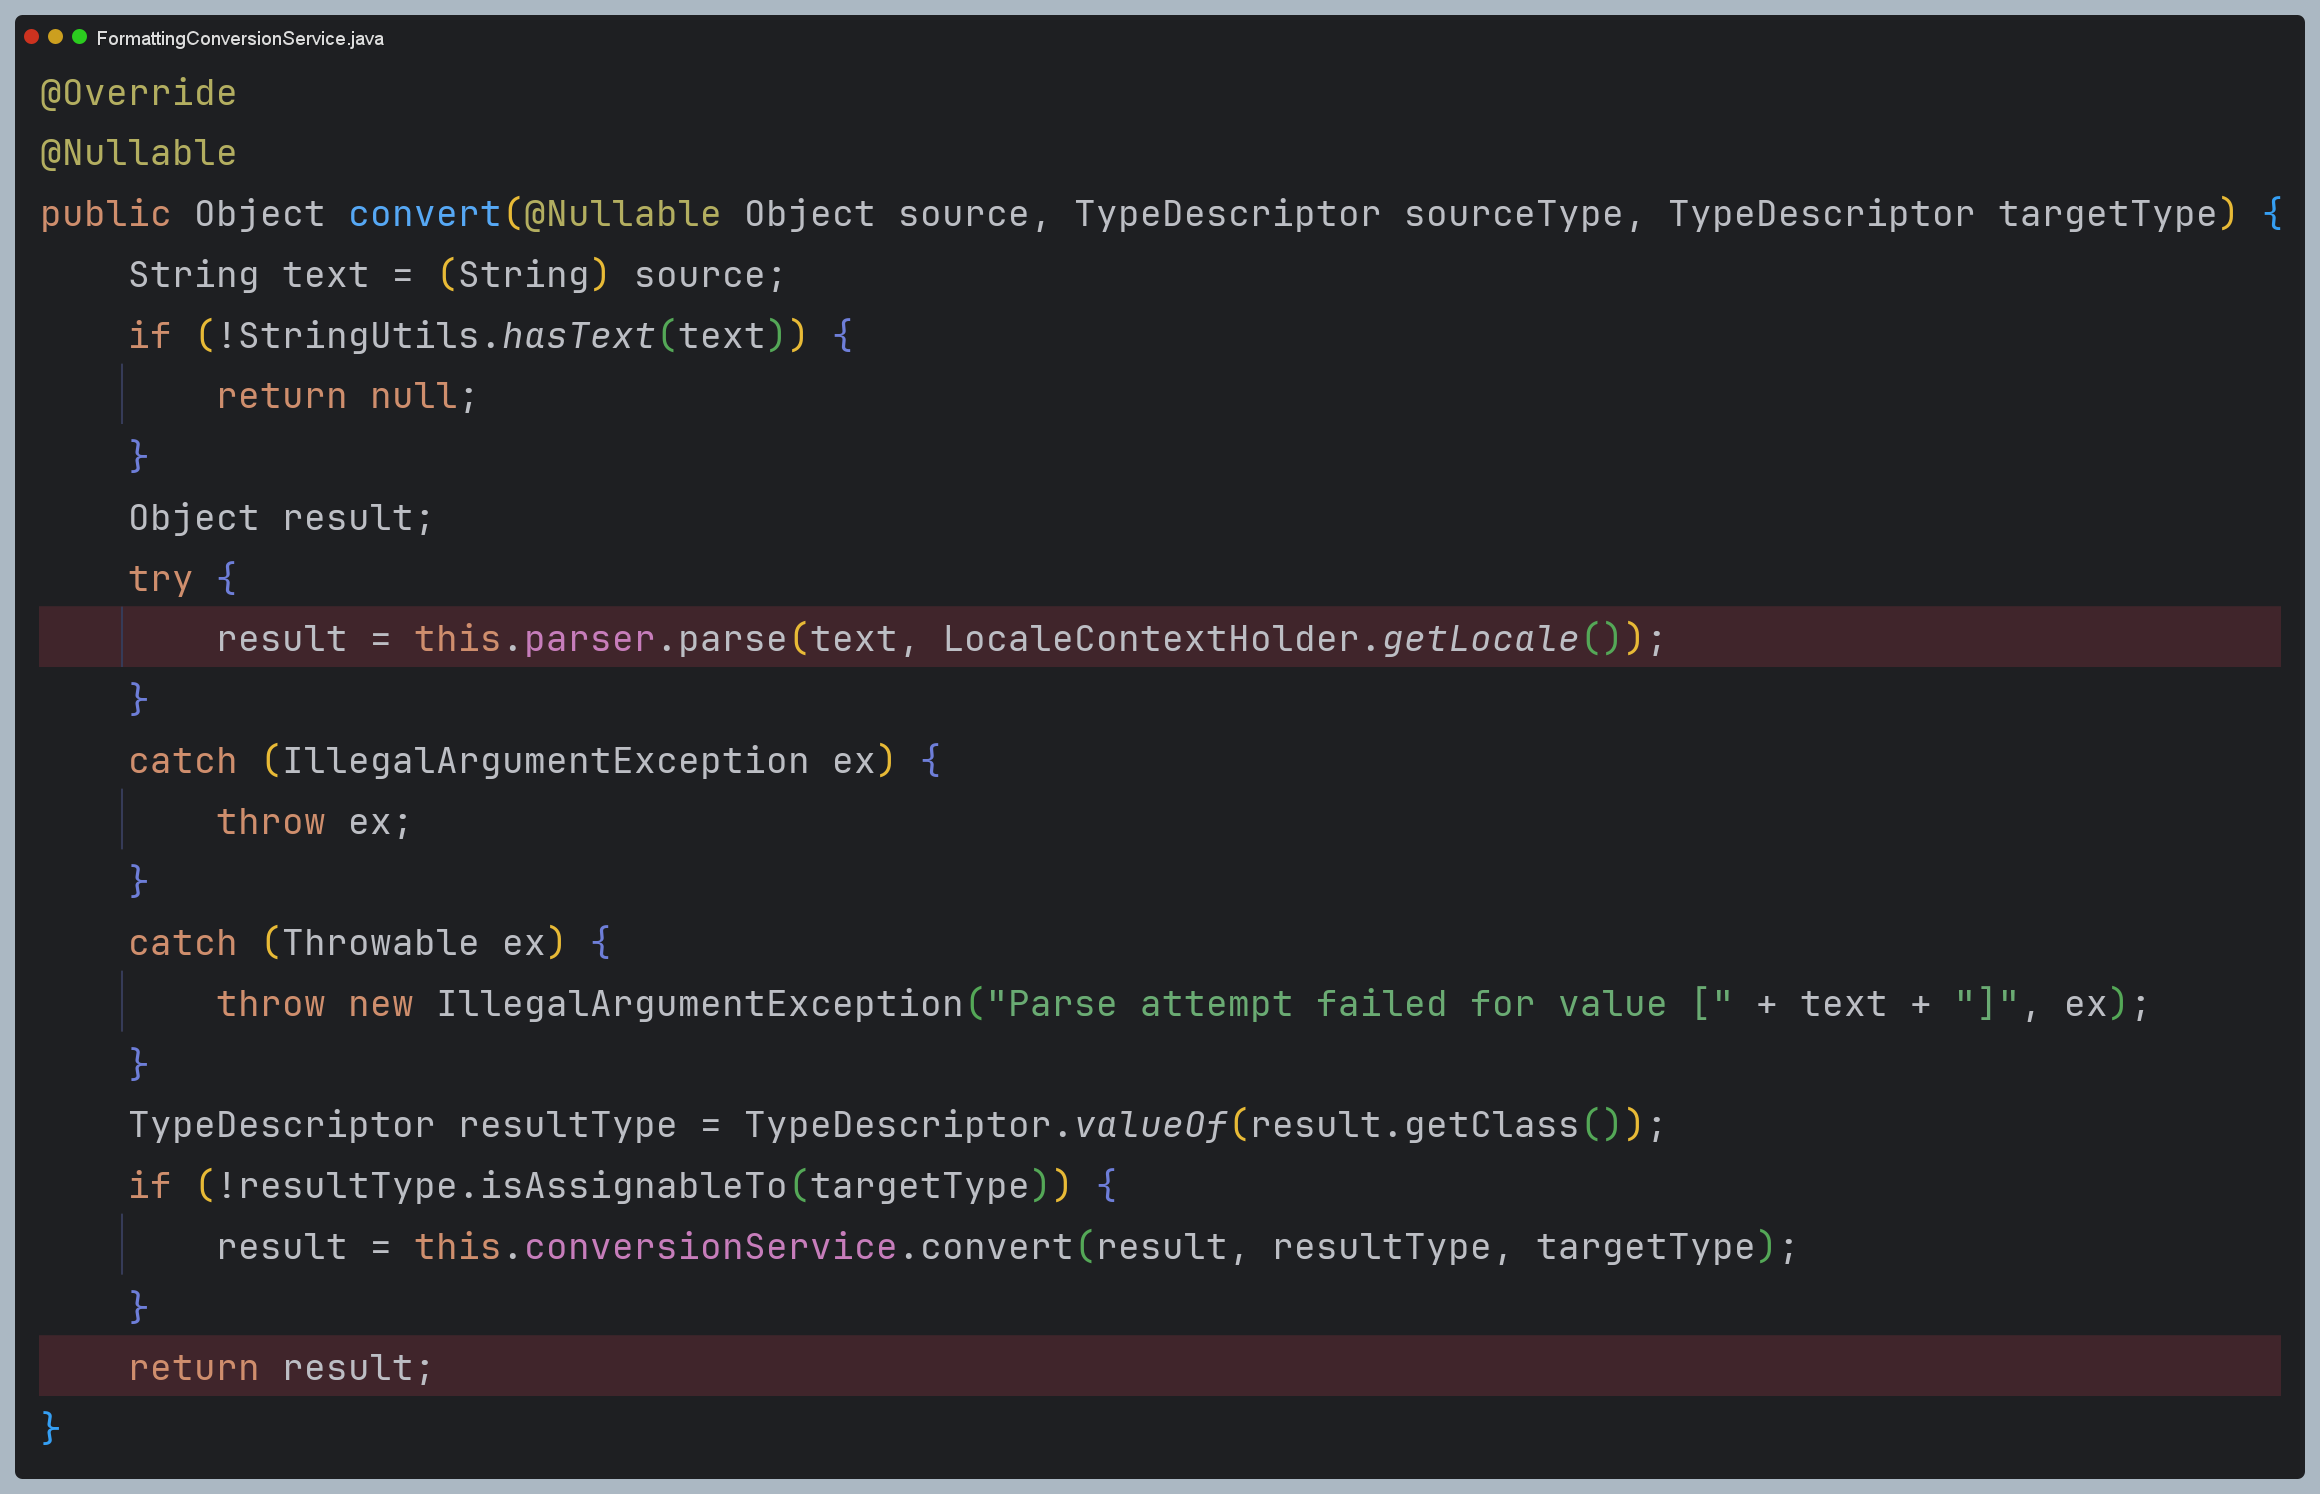 FormattingConversionService.java
@Override
@Nullable
public Object convert(@Nullable Object source, TypeDescriptor sourceType, TypeDescriptor targetType) {
    String text = (String) source;
    if (!StringUtils.hasText(text)) {
        return null;
    }
    Object result;
    try {
        result = this.parser.parse(text, LocaleContextHolder.getLocale());
    }
    catch (IllegalArgumentException ex) {
        throw ex;
    }
    catch (Throwable ex) {
        throw new IllegalArgumentException("Parse attempt failed for value [" + text + "]", ex);
    }
    TypeDescriptor resultType = TypeDescriptor.valueOf(result.getClass());
    if (!resultType.isAssignableTo(targetType)) {
        result = this.conversionService.convert(result, resultType, targetType);
    }
    return result;
}